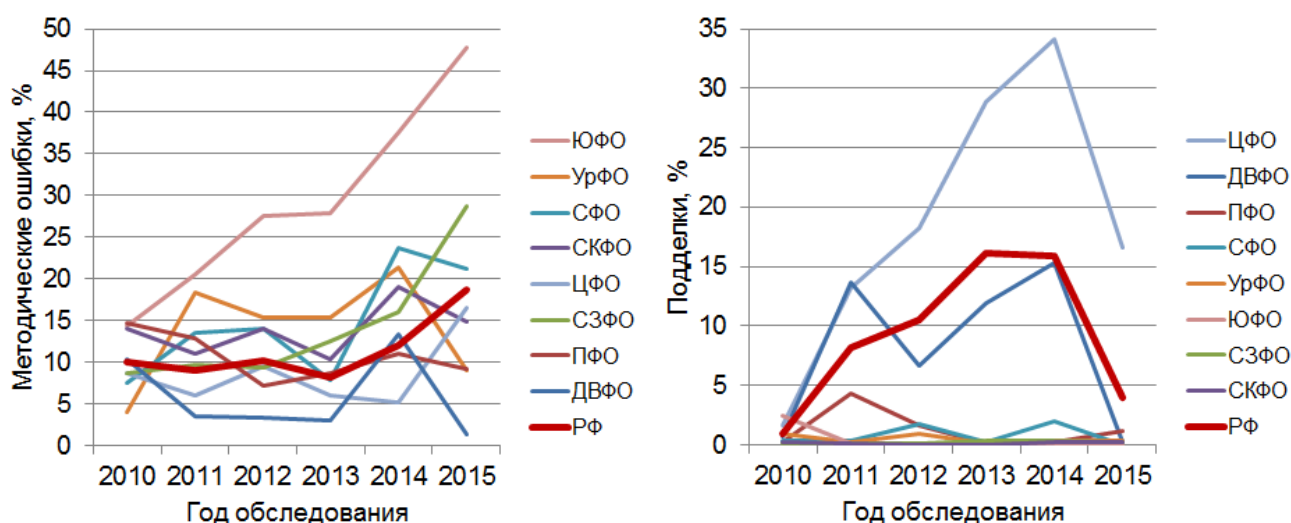 Методические ошибки, %
50
45
40
35
30
25
20
15
10
5
0
2010 2011 2012 2013 2014 2015
Год обследования
ЮФО
УрФО
СФО
СКФО
ЦФО
СЗФО
ПФО
ДВФО
РФ
Подделки, %
35
30
25
20
15
10
5
0
2010 2011 2012 2013 2014 2015
Год обследования
ЦФО
ДВФО
ПФО
СФО
УрФО
ЮФО
СЗФО
СКФО
РФ